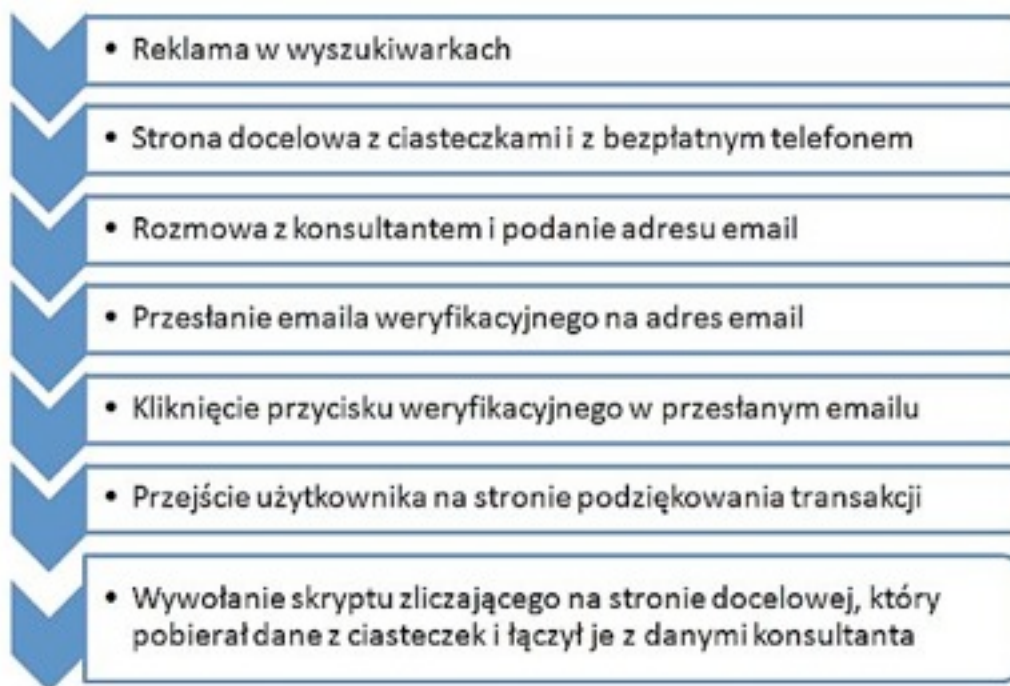 • Reklama w wyszukiwarkach
• Strona docelowa z ciasteczkami i z bezpłatnym telefonem
• Rozmowa z konsultantem i podanie adresu email
• Przesłanie emaila weryfikacyjnego na adres email
• Kliknięcie przycisku weryfikacyjnego w przesłanym emailu
• Przejście użytkownika na stronie podziękowania transakcji
• Wywołanie skryptu zliczającego na stronie docelowej, który
pobierał dane z ciasteczek i łączył je z danymi konsultanta